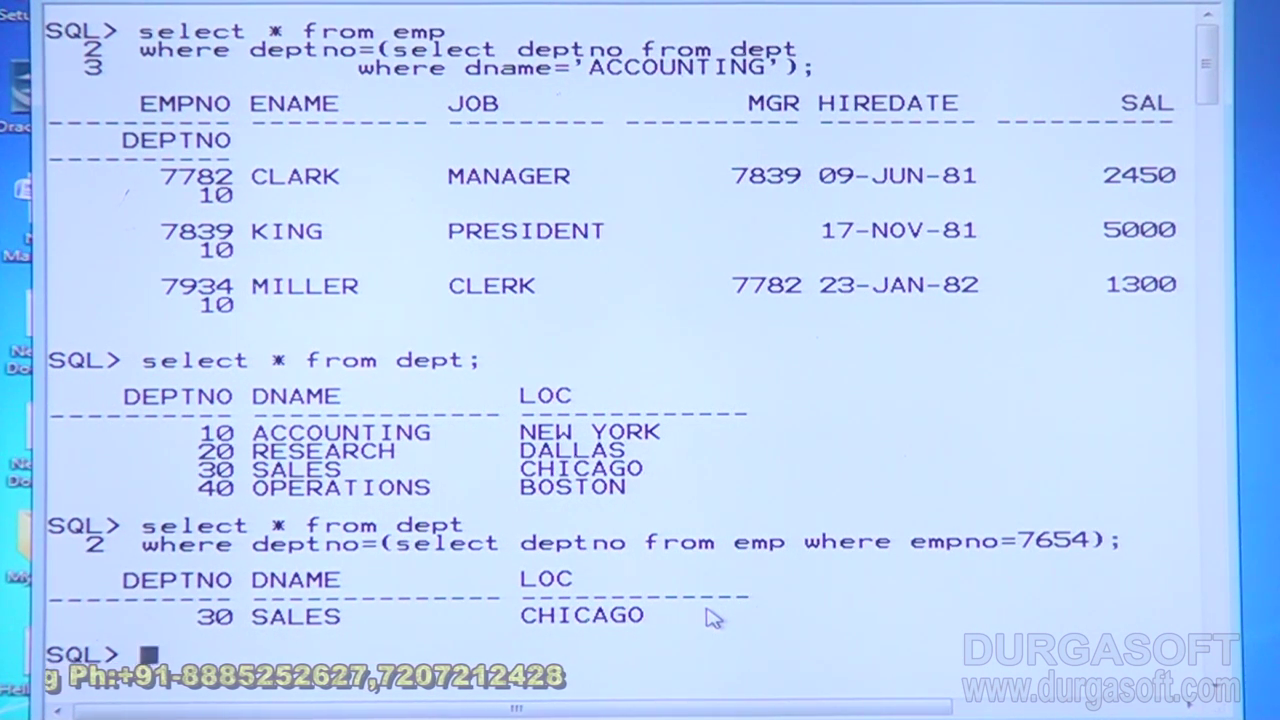 SQL> select * from emp
2 where deptno=(select deptno from dept
3 where dname='ACCOUNTING');
EMPNO ENAME JOB MGR HIREDATE SAL
---------- ---------- --------- ---------- --------- ----------
DEPTNO
----------
7782 CLARK MANAGER 7839 09-JUN-81 2450
10
7839 KING PRESIDENT 17-NOV-81 5000
10
7934 MILLER CLERK 7782 23-JAN-82 1300
10
SQL> select * from dept;
DEPTNO DNAME LOC
---------- -------------- -------------
10 ACCOUNTING NEW YORK
20 RESEARCH DALLAS
30 SALES CHICAGO
40 OPERATIONS BOSTON
SQL> select * from dept
2 where deptno=(select deptno from emp where empno=7654);
DEPTNO DNAME LOC
---------- -------------- -------------
30 SALES CHICAGO
SQL>
g Ph:+91-8885252627,7207212428
DURGASOFT
www.durgasoft.com